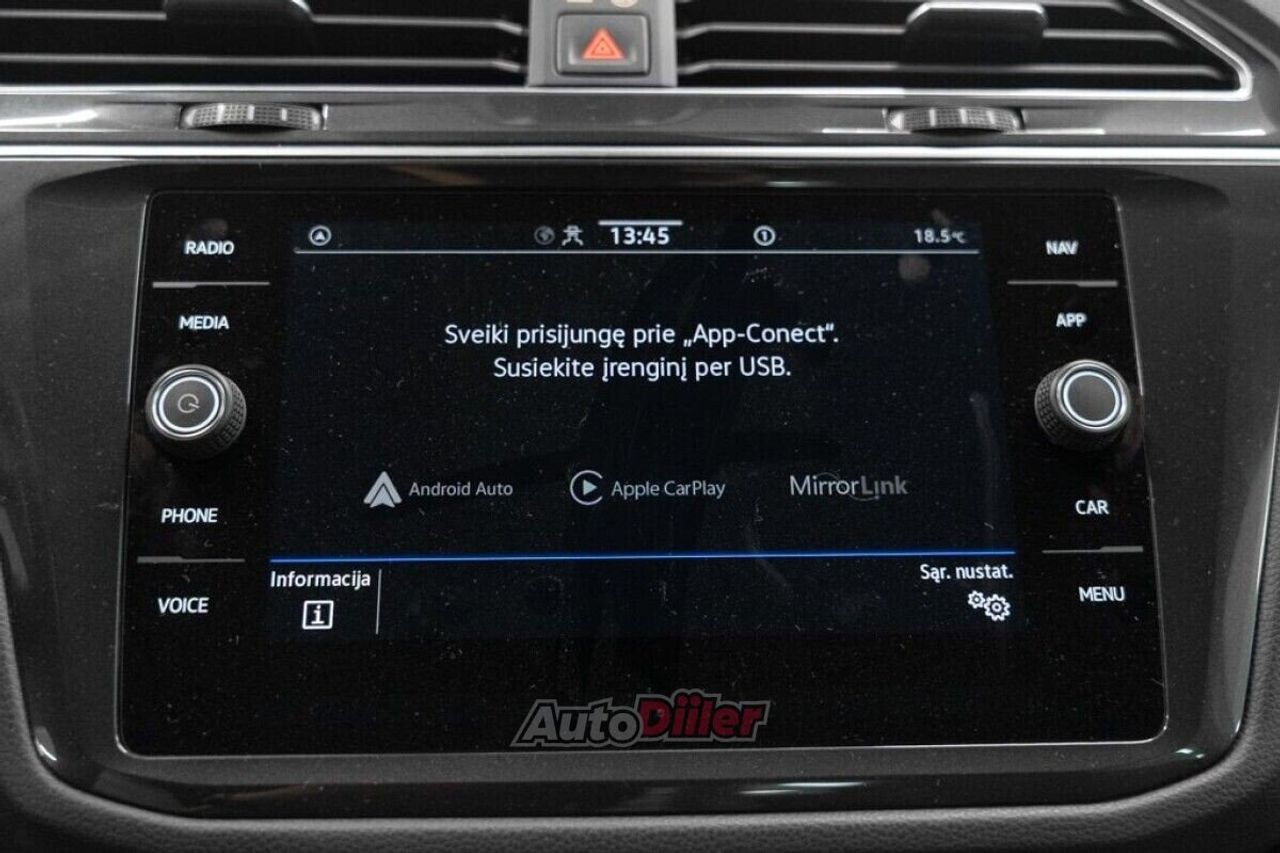 RADIO
MEDIA
PHONE
VOICE
13:45
1
18.5°C
Sveiki prisijungę prie „App-Conect“.
Susiekite įrenginį per USB.
Android Auto
Apple CarPlay
MirrorLink
Informacija
Sąr. nustat.
NAV
APP
CAR
MENU
AutoDiiler